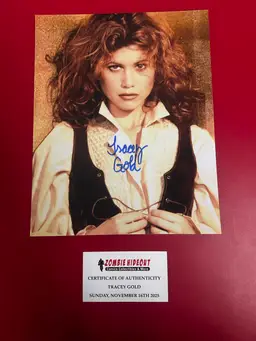 Tracey
Gold
ZOMBIE HIDEOUT
CERTIFICATE OF AUTHENTICITY
TRACEY GOLD
SUNDAY, NOVEMBER 16TH 2025